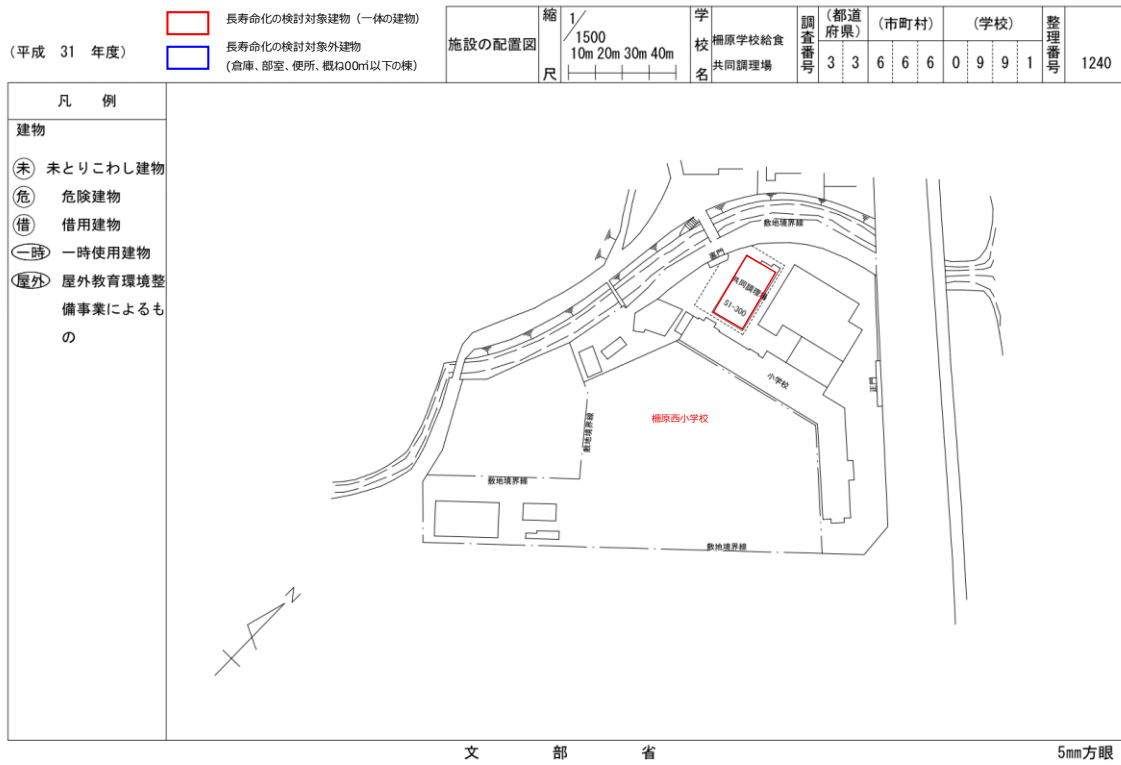 (平成 31 年度)
長寿命化の検討対象建物（一体の建物）
長寿命化の検討対象外建物
(倉庫、部室、便所、概ね00㎡以下の棟)
施設の配置図
縮尺
1/1500
10m 20m 30m 40m
学校名
柵原学校給食
共同調理場
調査番号
(都道府県)
(市町村)
(学校)
3 3 6 6 6 0 9 9 1
整理番号
1240
凡 例
建物
未 未とりこわし建物
危 危険建物
借 借用建物
一時 一時使用建物
屋外 屋外教育環境整
備事業によるも
の
敷地境界線
共同調理場
S1-300
小学校
正門
柵原西小学校
敷地境界線
敷地境界線
敷地境界線
N
文 部 省
5mm方眼